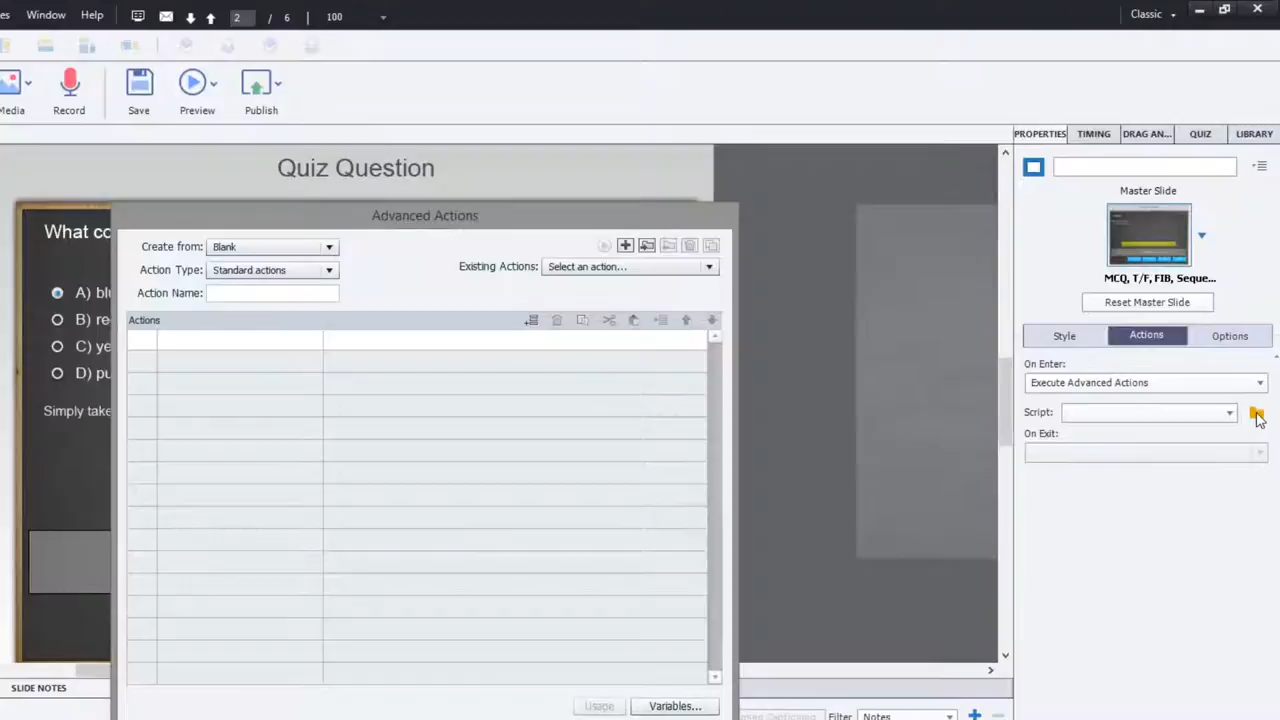 es Window Help 2 / 6 100 Classic
Media Record Save Preview Publish
PROPERTIES TIMING DRAG AN... QUIZ LIBRARY
Quiz Question
Master Slide
What co
Advanced Actions
Create from: Blank
Action Type: Standard actions
Existing Actions: Select an action...
Action Name:
MCQ, T/F, FIB, Seque...
Reset Master Slide
A) blu
B) re
C) ye
D) pu
Actions
Style Actions Options
On Enter:
Execute Advanced Actions
Simply take
Script:
On Exit:
SLIDE NOTES
Usage Variables...
Filter Notes